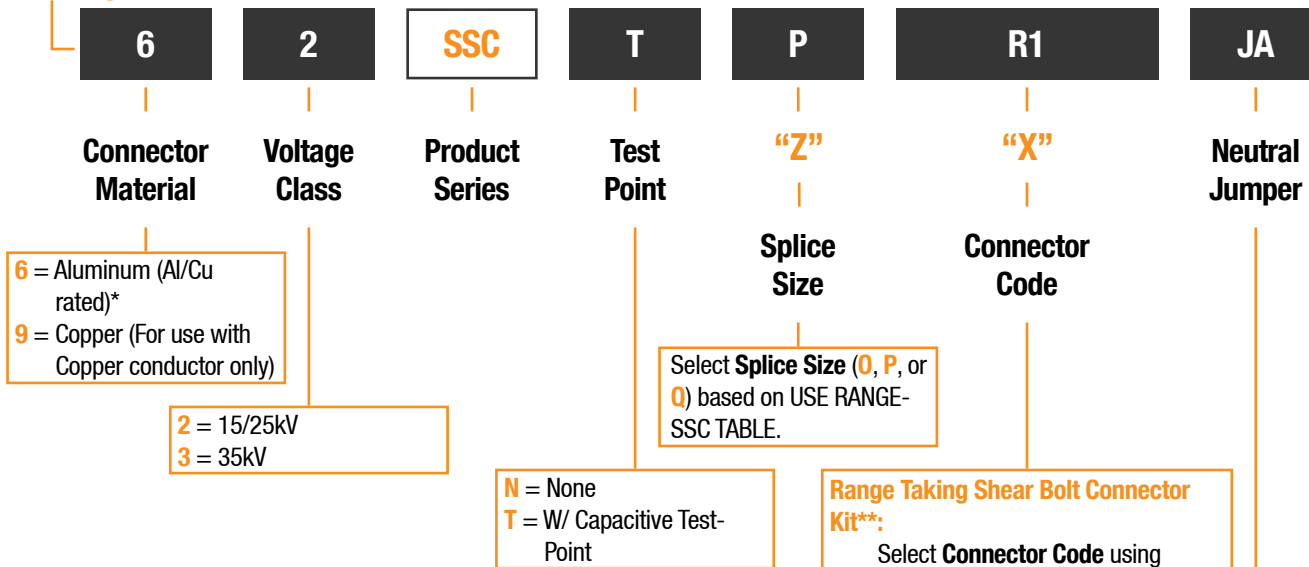 6 2 SSC T P R1 JA
Connector
Material
Voltage
Class
Product
Series
Test
Point
“Z”
Splice
Size
“X”
Connector
Code
Neutral
Jumper
6 = Aluminum (Al/Cu
rated)*
9 = Copper (For use with
Copper conductor only)
2 = 15/25kV
3 = 35kV
N = None
T = W/ Capacitive Test-
Point
Select Splice Size (O, P, or
Q) based on USE RANGE-
SSC TABLE.
Range Taking Shear Bolt Connector
Kit**:
Select Connector Code using